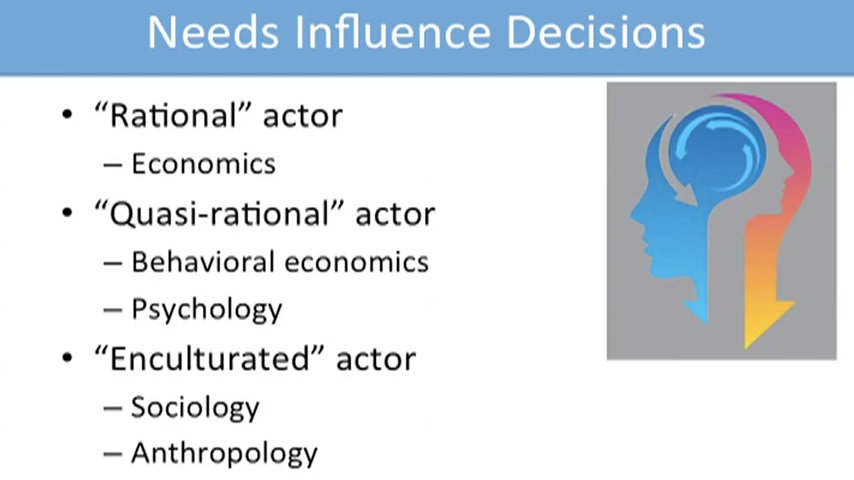 Needs Influence Decisions
• “Rational” actor
– Economics
• “Quasi-rational” actor
– Behavioral economics
– Psychology
• “Enculturated” actor
– Sociology
– Anthropology